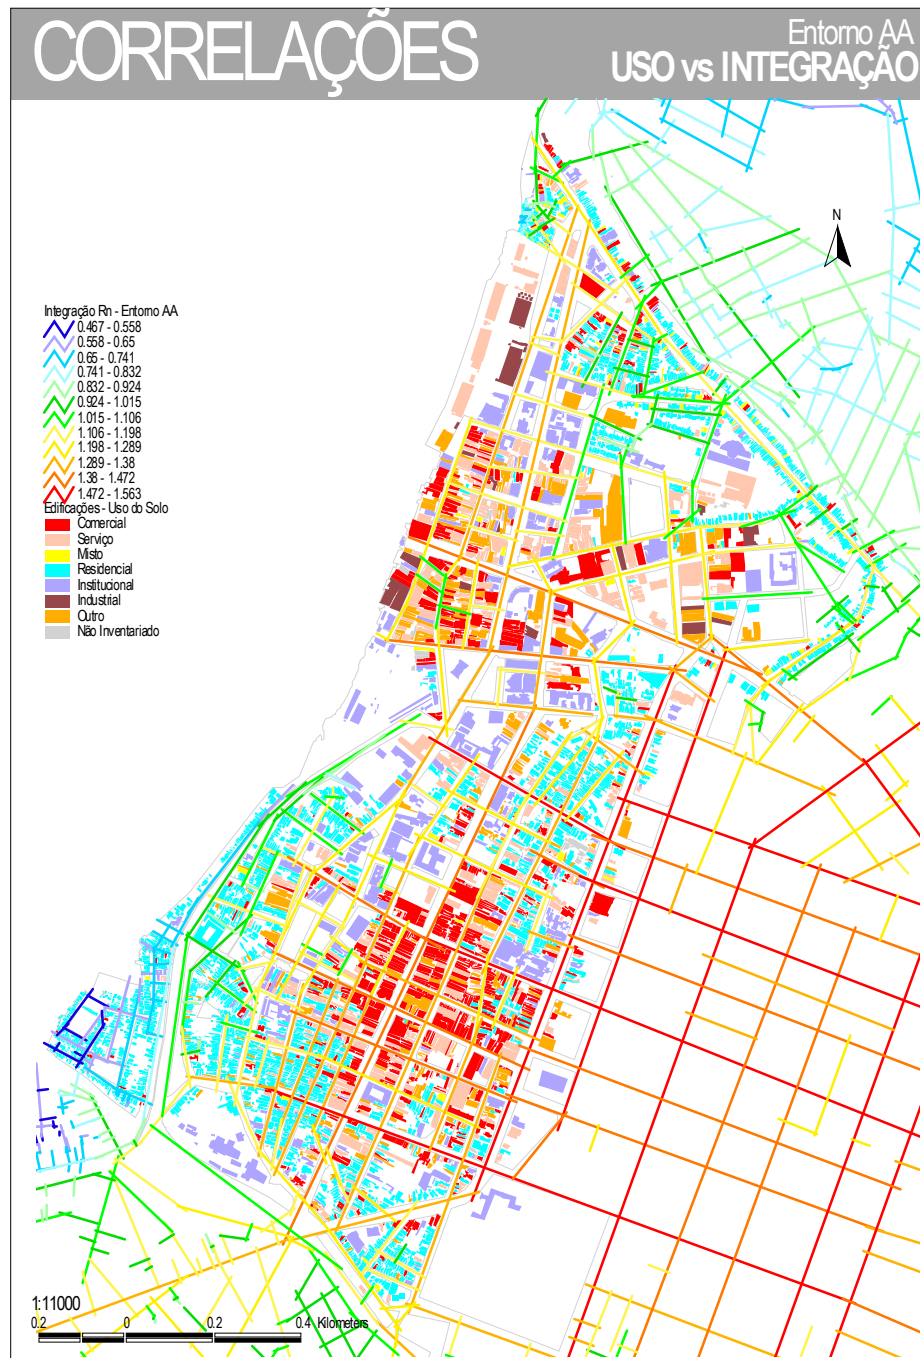 CORRELAÇÕES
Entorno AA
USO vs INTEGRAÇÃO
N
Integração Rn - Entorno AA
0.467 - 0.558
0.558 - 0.65
0.65 - 0.741
0.741 - 0.832
0.832 - 0.924
0.924 - 1.015
1.015 - 1.106
1.106 - 1.198
1.198 - 1.289
1.289 - 1.38
1.38 - 1.472
1.472 - 1.563
Edificações - Uso do Solo
Comercial
Serviço
Misto
Residencial
Institucional
Industrial
Outro
Não Inventariado
1:11000
0.2 0 0.2 0.4 Kilometers